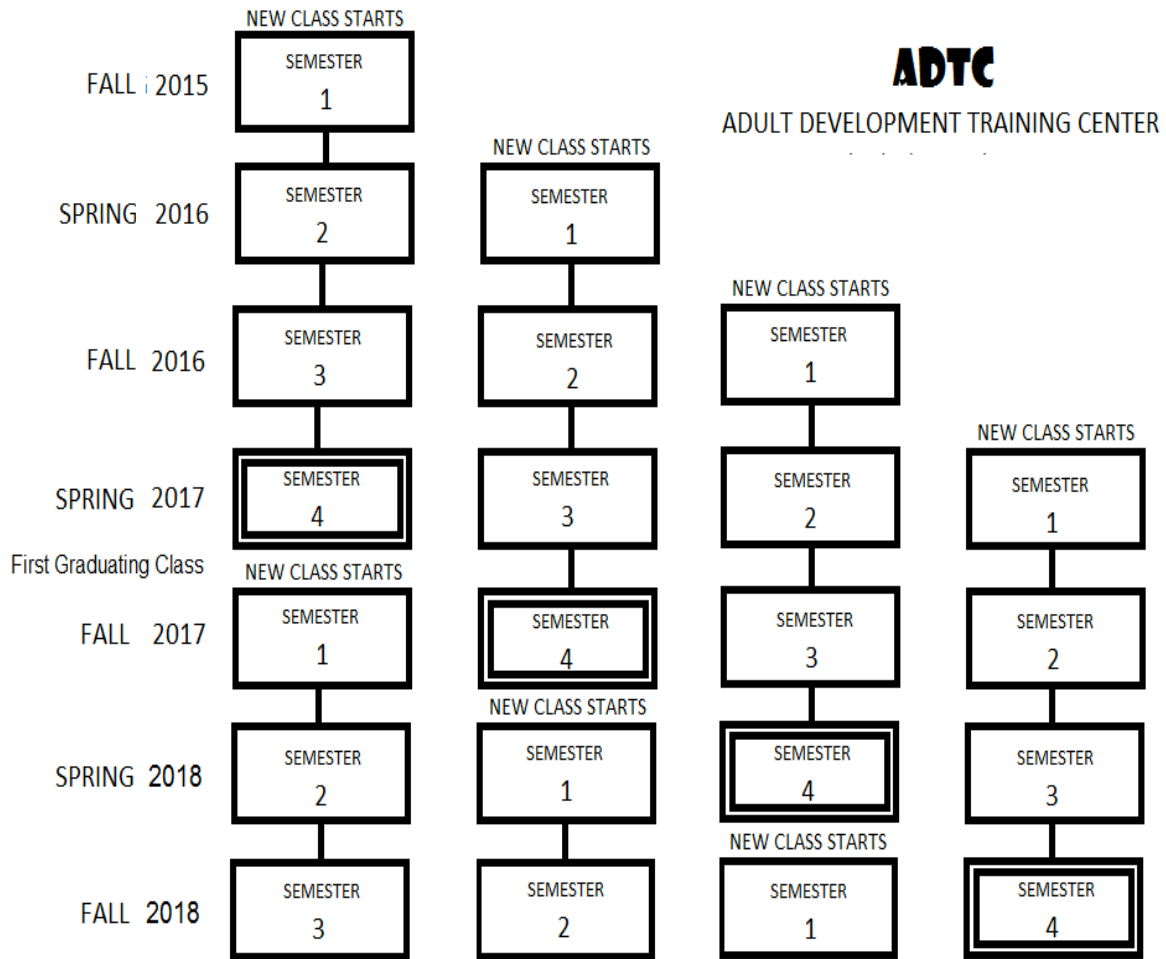 NEW CLASS STARTS
FALL 2015
SEMESTER
1
ADTC
ADULT DEVELOPMENT TRAINING CENTER
NEW CLASS STARTS
SPRING 2016
SEMESTER
2
SEMESTER
1
NEW CLASS STARTS
FALL 2016
SEMESTER
3
SEMESTER
2
SEMESTER
1
NEW CLASS STARTS
SPRING 2017
SEMESTER
4
SEMESTER
3
SEMESTER
2
SEMESTER
1
First Graduating Class
NEW CLASS STARTS
FALL 2017
SEMESTER
1
SEMESTER
4
SEMESTER
3
SEMESTER
2
NEW CLASS STARTS
SPRING 2018
SEMESTER
2
SEMESTER
1
SEMESTER
4
SEMESTER
3
NEW CLASS STARTS
FALL 2018
SEMESTER
3
SEMESTER
2
SEMESTER
1
SEMESTER
4